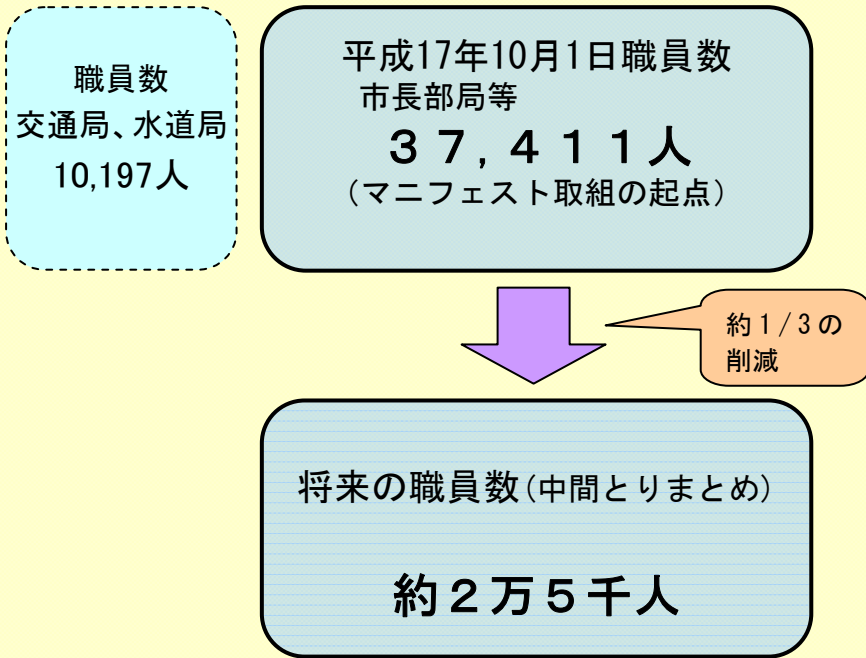 職員数
交通局、水道局
10,197人
平成17年10月1日職員数
市長部局等
３７,４１１人
(マニフェスト取組の起点)
約1/3の
削減
将来の職員数(中間とりまとめ)
約２万５千人